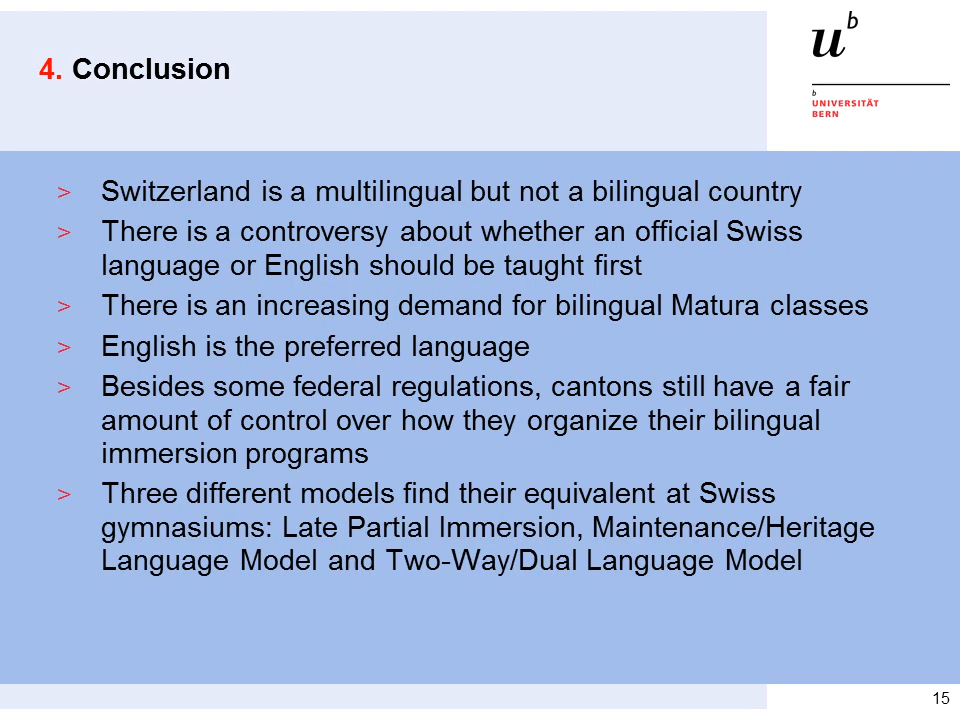 4. Conclusion
u b
b
UNIVERSITÄT
BERN
> Switzerland is a multilingual but not a bilingual country
> There is a controversy about whether an official Swiss
language or English should be taught first
> There is an increasing demand for bilingual Matura classes
> English is the preferred language
> Besides some federal regulations, cantons still have a fair
amount of control over how they organize their bilingual
immersion programs
> Three different models find their equivalent at Swiss
gymnasiums: Late Partial Immersion, Maintenance/Heritage
Language Model and Two-Way/Dual Language Model
15